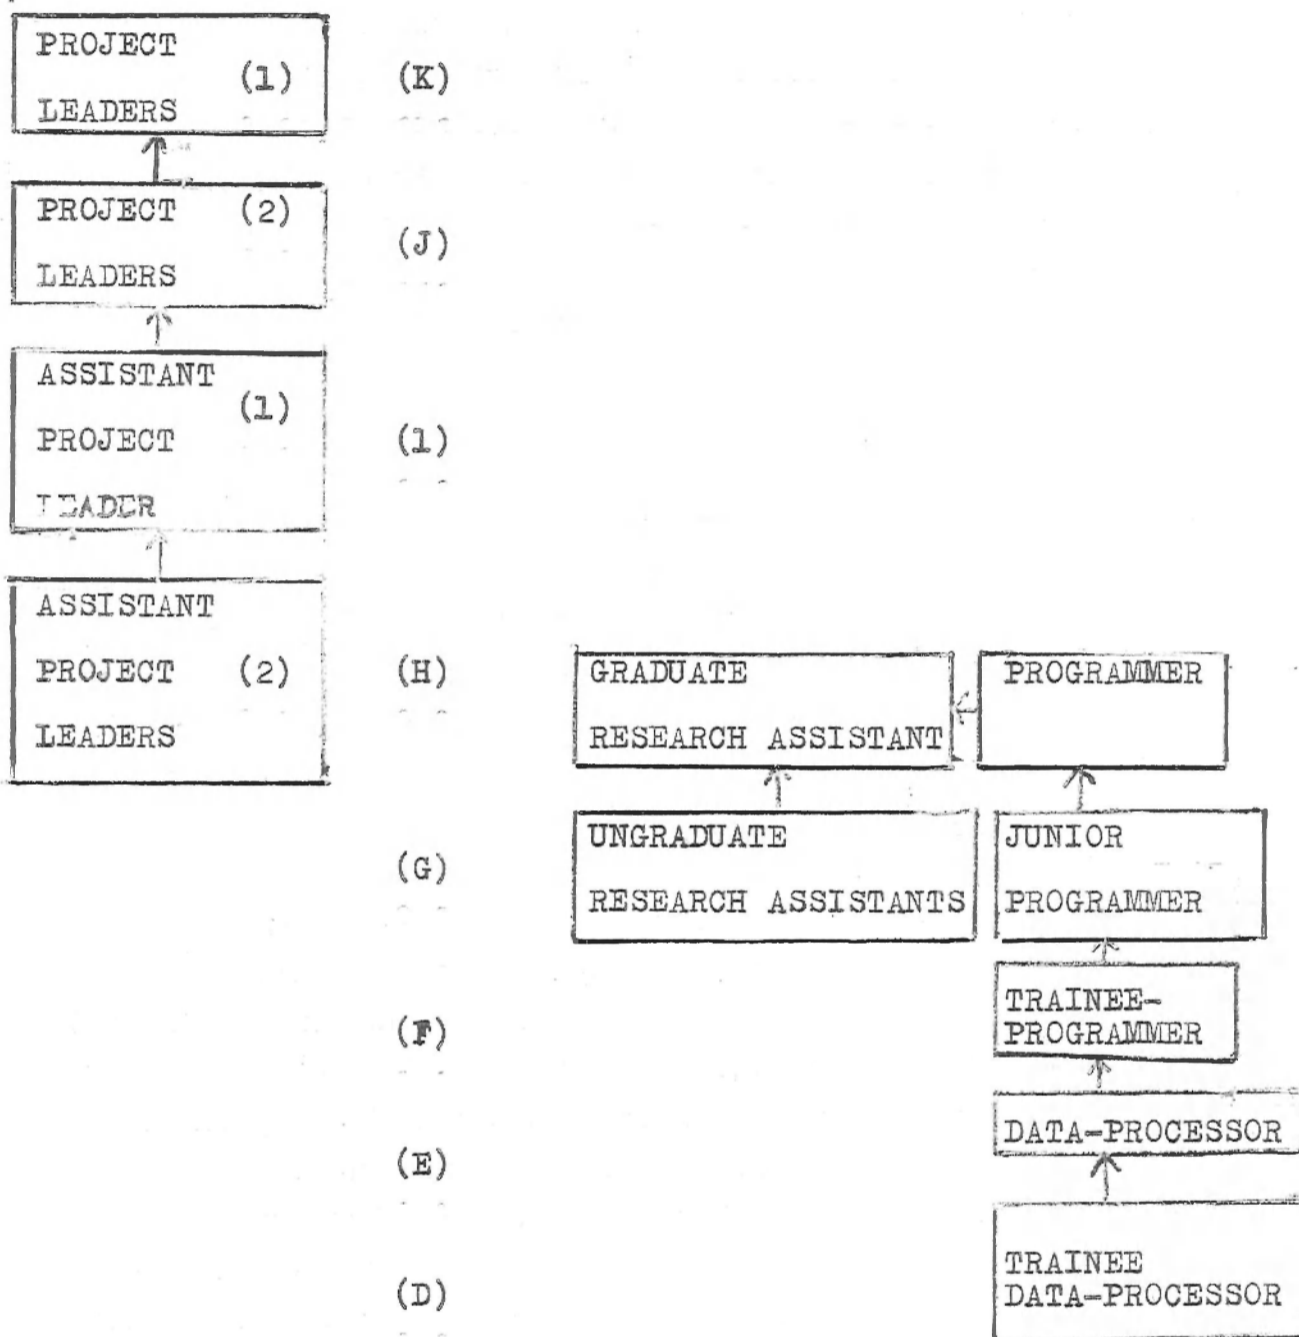 PROJECT
(1) (K)
LEADERS
PROJECT (2)
(J)
LEADERS
ASSISTANT
(1)
PROJECT (1)
LEADER
ASSISTANT
PROJECT (2) (H) GRADUATE PROGRAMMER
LEADERS RESEARCH ASSISTANT
UNGRADUATE JUNIOR
(G)
RESEARCH ASSISTANTS PROGRAMMER
TRAINEE-
(F) PROGRAMMER
DATA-PROCESSOR
(E)
TRAINEE
(D) DATA-PROCESSOR